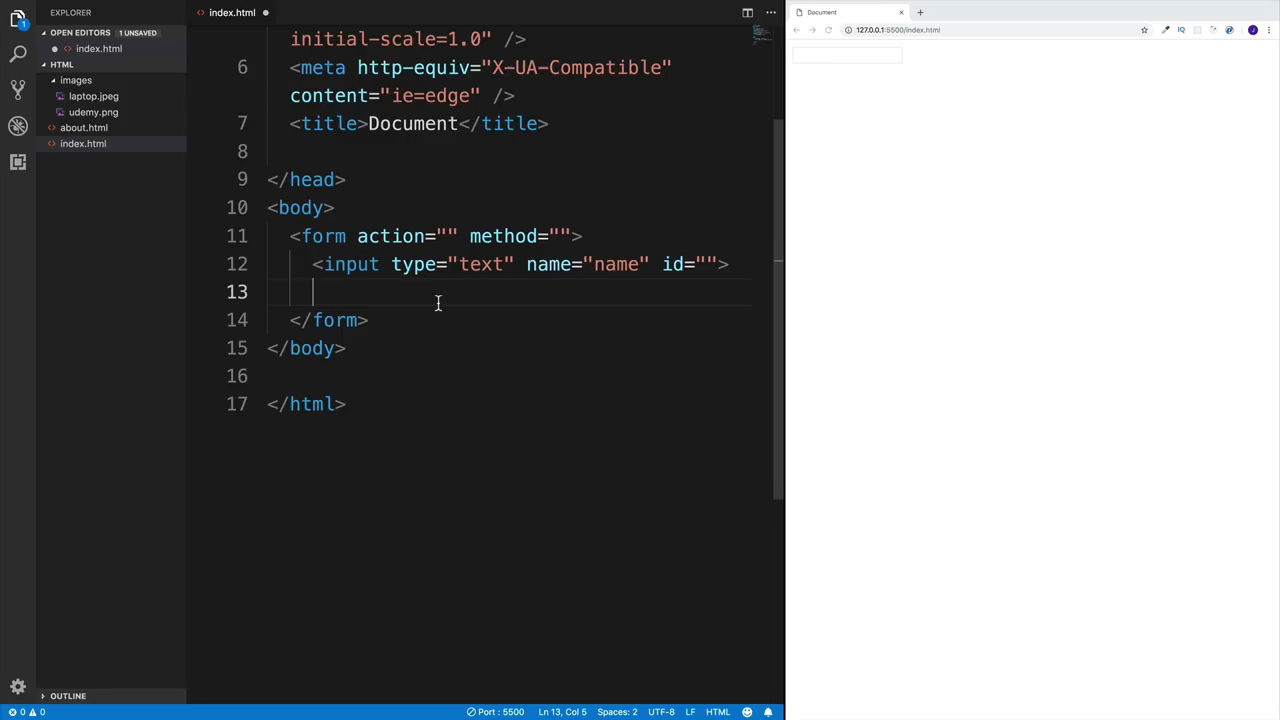 EXPLORER
OPEN EDITORS 1 UNSAVED
index.html
HTML
images
laptop.jpeg
udemy.png
about.html
index.html
OUTLINE
1
index.html
initial-scale=1.0" />
6 <meta http-equiv="X-UA-Compatible"
content="ie=edge" />
7 <title>Document</title>
8
9 </head>
10 <body>
11 <form action="" method="">
12 <input type="text" name="name" id="">
13
14 </form>
15 </body>
16
17 </html>
0 0
Port : 5500 Ln 13, Col 5 Spaces: 2 UTF-8 LF HTML
Document
127.0.0.1:5500/index.html
IQ
J